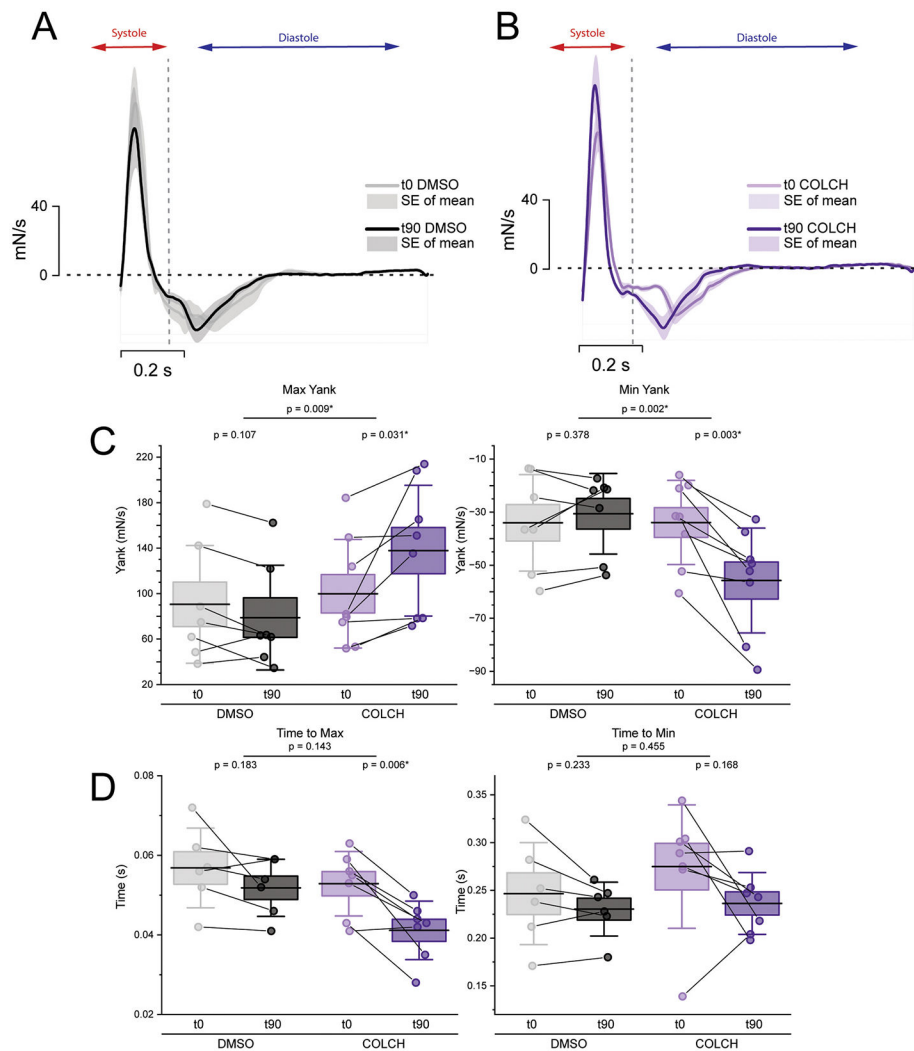 A
Systole
Diastole
t0 DMSO
SE of mean
t90 DMSO
SE of mean
40
mN/s
0
0.2 s
B
Systole
Diastole
t0 COLCH
SE of mean
t90 COLCH
SE of mean
40
mN/s
0
0.2 s
C
Max Yank
p = 0.009*
p = 0.107
p = 0.031*
Yank (mN/s)
220
180
140
100
60
20
t0
t90
t0
t90
DMSO
COLCH
Min Yank
p = 0.002*
p = 0.378
p = 0.003*
Yank (mN/s)
−10
−30
−50
−70
−90
t0
t90
t0
t90
DMSO
COLCH
D
Time to Max
p = 0.143
p = 0.183
p = 0.006*
Time (s)
0.08
0.06
0.04
0.02
t0
t90
t0
t90
DMSO
COLCH
Time to Min
p = 0.455
p = 0.233
p = 0.168
Time (s)
0.35
0.30
0.25
0.20
0.15
t0
t90
t0
t90
DMSO
COLCH